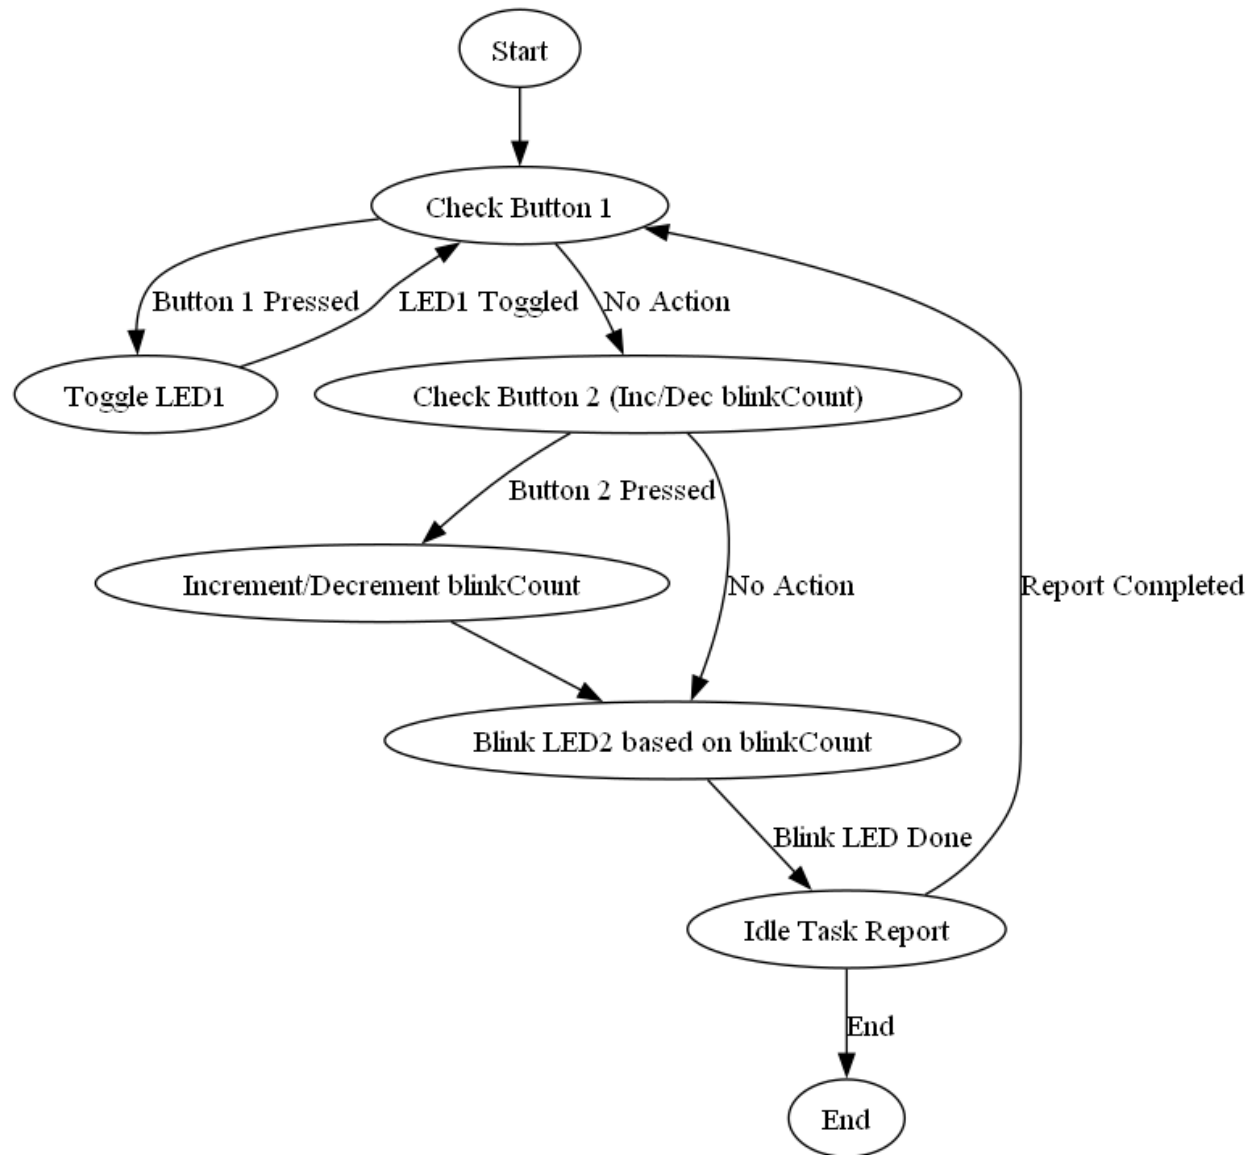 Start
Check Button 1
Button 1 Pressed
LED1 Toggled
No Action
Toggle LED1
Check Button 2 (Inc/Dec blinkCount)
Button 2 Pressed
Increment/Decrement blinkCount
No Action
Report Completed
Blink LED2 based on blinkCount
Blink LED Done
Idle Task Report
End
End